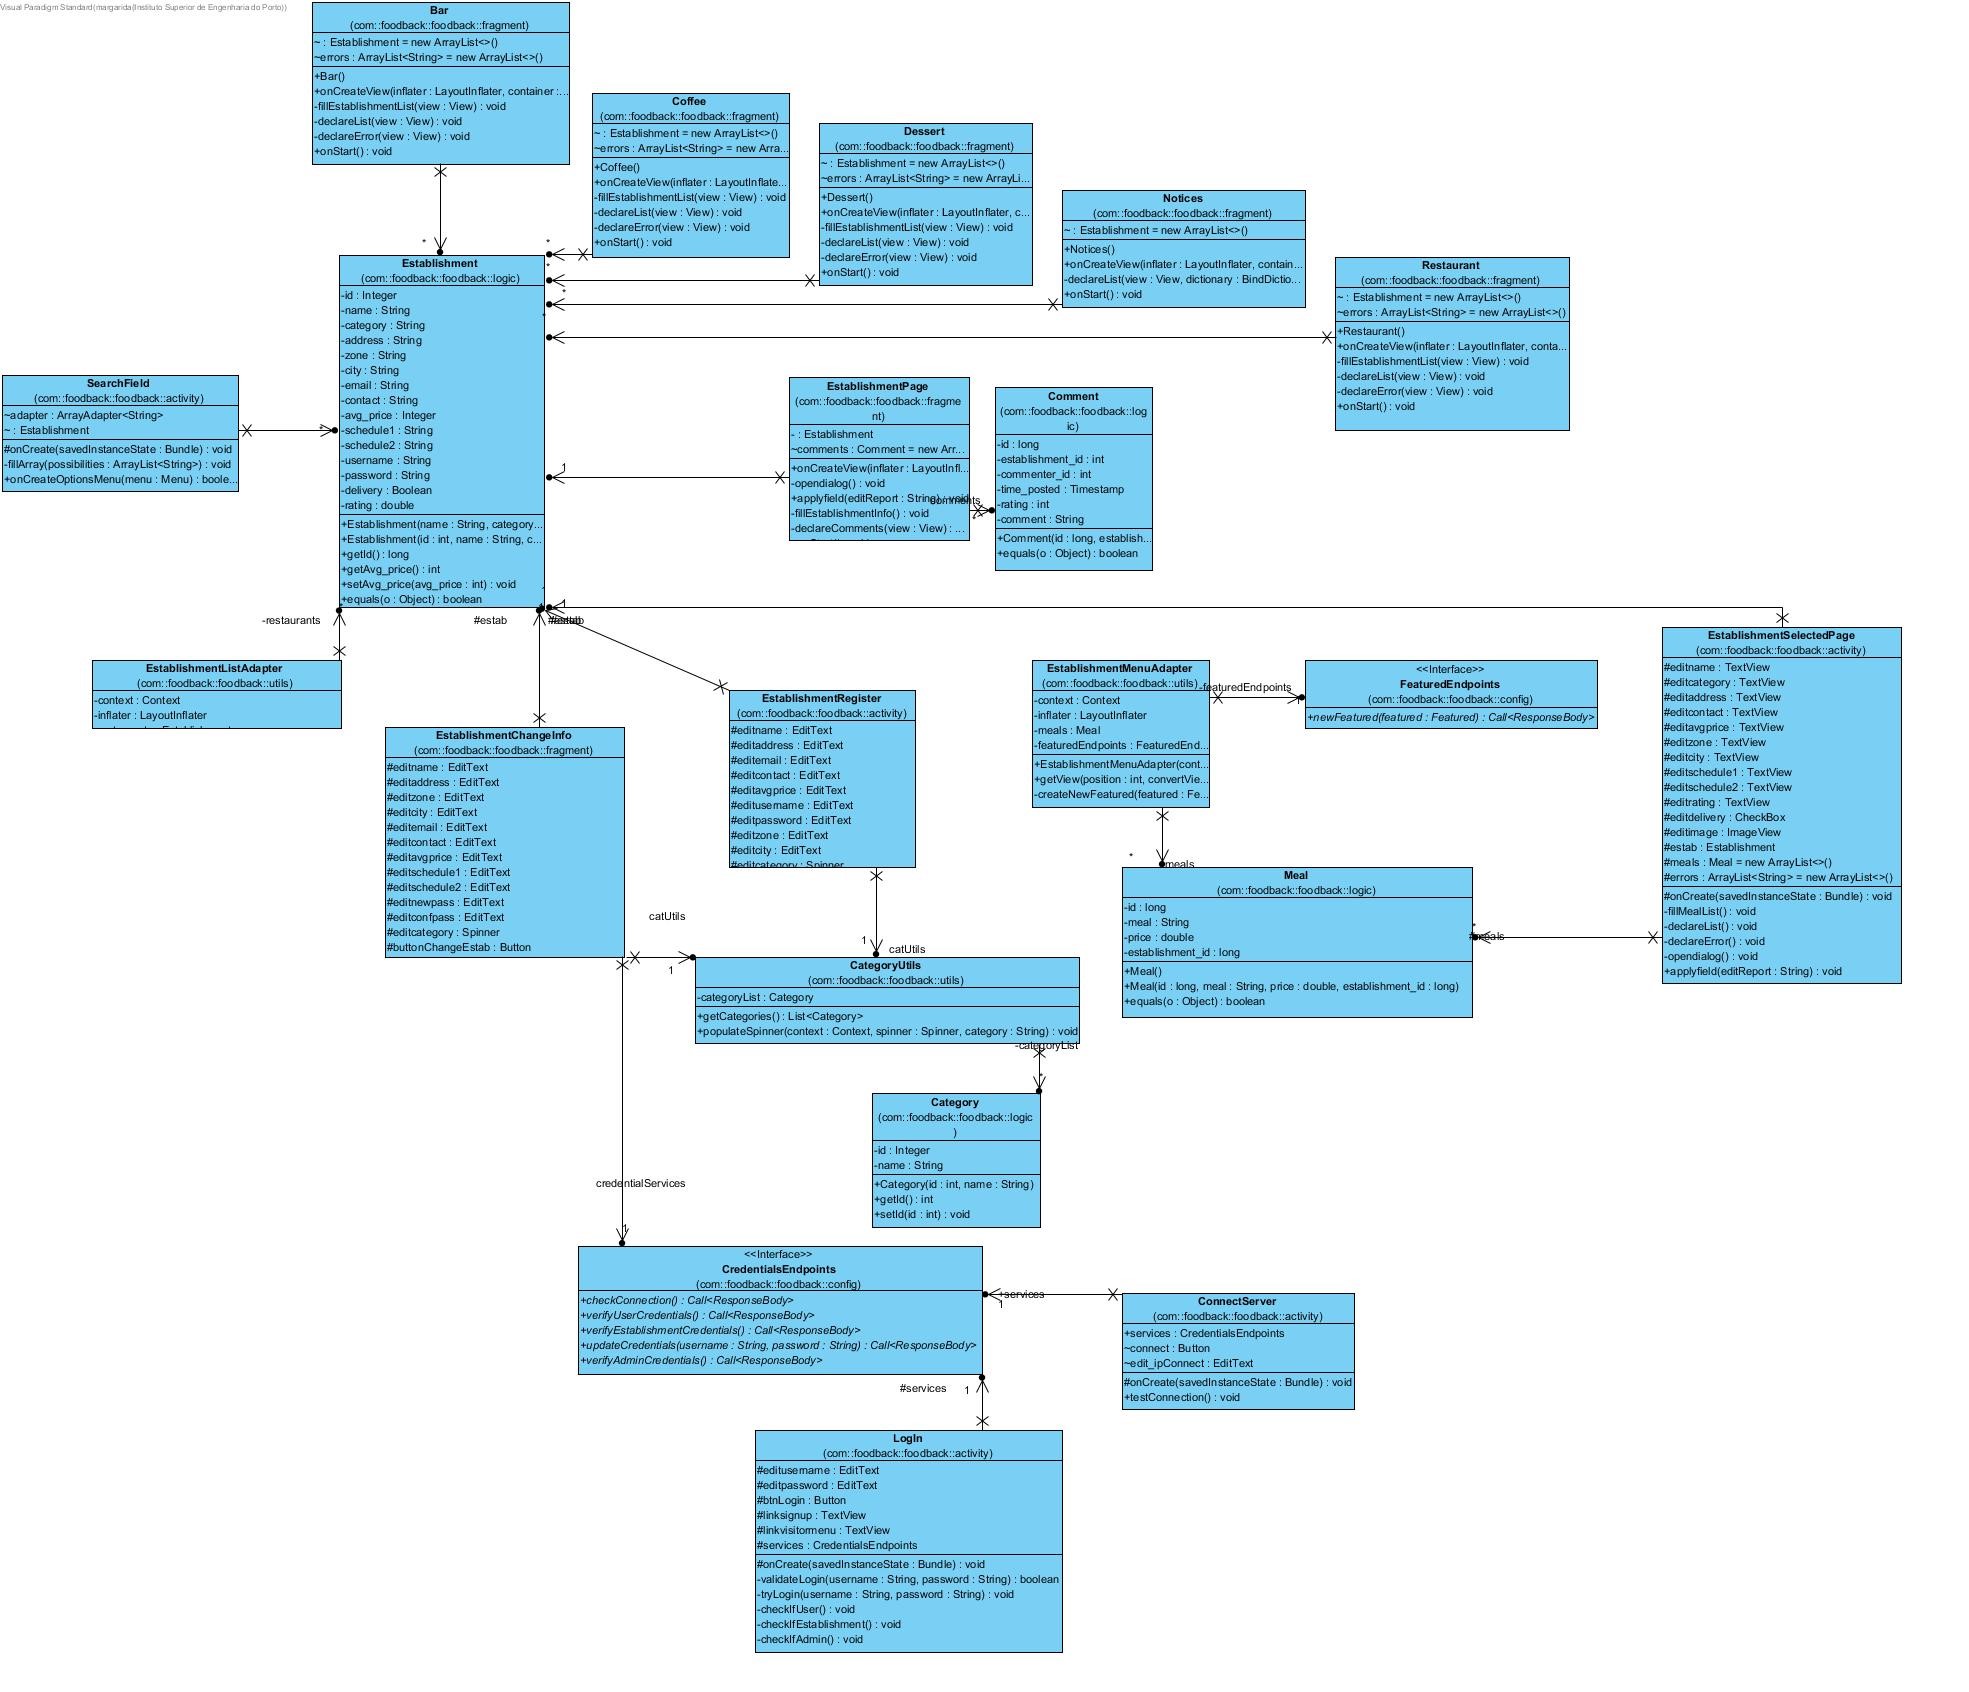 Visual Paradigm Standard(margarida(Instituto Superior de Engenharia do Porto))
Bar
(com::foodback::foodback::fragment)
~ : Establishment = new ArrayList<>()
~errors : ArrayList<String> = new ArrayList<>()
+Bar()
+onCreateView(inflater : LayoutInflater, container :...
-fillEstablishmentList(view : View) : void
-declareList(view : View) : void
-declareError(view : View) : void
+onStart() : void
Coffee
(com::foodback::foodback::fragment)
~ : Establishment = new ArrayList<>()
~errors : ArrayList<String> = new Arra...
+Coffee()
+onCreateView(inflater : LayoutInflate...
-fillEstablishmentList(view : View) : void
-declareList(view : View) : void
-declareError(view : View) : void
+onStart() : void
Dessert
(com::foodback::foodback::fragment)
~ : Establishment = new ArrayList<>()
~errors : ArrayList<String> = new ArrayLi...
+Dessert()
+onCreateView(inflater : LayoutInflater, c...
-fillEstablishmentList(view : View) : void
-declareList(view : View) : void
-declareError(view : View) : void
+onStart() : void
Notices
(com::foodback::foodback::fragment)
~ : Establishment = new ArrayList<>()
+Notices()
+onCreateView(inflater : LayoutInflater, contain...
-declareList(view : View, dictionary : BindDictio...
+onStart() : void
Restaurant
(com::foodback::foodback::fragment)
~ : Establishment = new ArrayList<>()
~errors : ArrayList<String> = new ArrayList<>()
+Restaurant()
+onCreateView(inflater : LayoutInflater, conta...
-fillEstablishmentList(view : View) : void
-declareList(view : View) : void
-declareError(view : View) : void
+onStart() : void
*
*
*
*
*
Establishment
(com::foodback::foodback::logic)
-id : Integer
-name : String
-category : String
-address : String
-zone : String
-city : String
-email : String
-contact : String
-avg_price : Integer
-schedule1 : String
-schedule2 : String
-username : String
-password : String
-delivery : Boolean
-rating : double
+Establishment(name : String, category...
+Establishment(id : int, name : String, c...
+getId() : long
+getAvg_price() : int
+setAvg_price(avg_price : int) : void
+equals(o : Object) : boolean
SearchField
(com::foodback::foodback::activity)
~adapter : ArrayAdapter<String>
~ : Establishment
#onCreate(savedInstanceState : Bundle) : void
-fillArray(possibilities : ArrayList<String>) : void
+onCreateOptionsMenu(menu : Menu) : boole...
*
EstablishmentPage
(com::foodback::foodback::fragme
nt)
- : Establishment
~comments : Comment = new Arr...
+onCreateView(inflater : LayoutInfl...
-opendialog() : void
+applyfield(editReport : String) : void
-fillEstablishmentInfo() : void
-declareComments(view : View) : ...
1
comments
*
Comment
(com::foodback::foodback::log
ic)
-id : long
-establishment_id : int
-commenter_id : int
-time_posted : Timestamp
-rating : int
-comment : String
+Comment(id : long, establish...
+equals(o : Object) : boolean
1
-restaurants
#estab
EstablishmentListAdapter
(com::foodback::foodback::utils)
-context : Context
-inflater : LayoutInflater
EstablishmentChangeInfo
(com::foodback::foodback::fragment)
#editname : EditText
#editaddress : EditText
#editzone : EditText
#editcity : EditText
#editemail : EditText
#editcontact : EditText
#editavgprice : EditText
#editschedule1 : EditText
#editschedule2 : EditText
#editnewpass : EditText
#editconfpass : EditText
#editcategory : Spinner
#buttonChangeEstab : Button
EstablishmentRegister
(com::foodback::foodback::activity)
#editname : EditText
#editaddress : EditText
#editemail : EditText
#editcontact : EditText
#editavgprice : EditText
#editusername : EditText
#editpassword : EditText
#editzone : EditText
#editcity : EditText
#editcategory : Spinner
EstablishmentMenuAdapter
(com::foodback::foodback::utils)
-context : Context
-inflater : LayoutInflater
-meals : Meal
-featuredEndpoints : FeaturedEnd...
+EstablishmentMenuAdapter(cont...
+getView(position : int, convertVie...
-createNewFeatured(featured : Fe...
-featuredEndpoints
<<Interface>>
FeaturedEndpoints
(com::foodback::foodback::config)
+newFeatured(featured : Featured) : Call<ResponseBody>
EstablishmentSelectedPage
(com::foodback::foodback::activity)
#editname : TextView
#editcategory : TextView
#editaddress : TextView
#editcontact : TextView
#editavgprice : TextView
#editzone : TextView
#editcity : TextView
#editschedule1 : TextView
#editschedule2 : TextView
#editrating : TextView
#editdelivery : CheckBox
#editimage : ImageView
#estab : Establishment
#meals : Meal = new ArrayList<>()
#errors : ArrayList<String> = new ArrayList<>()
#onCreate(savedInstanceState : Bundle) : void
-fillMealList() : void
-declareList() : void
-declareError() : void
-opendialog() : void
+applyfield(editReport : String) : void
*
-meals
Meal
(com::foodback::foodback::logic)
-id : long
-meal : String
-price : double
-establishment_id : long
+Meal()
+Meal(id : long, meal : String, price : double, establishment_id : long)
+equals(o : Object) : boolean
*
#meals
catUtils
1
1
catUtils
CategoryUtils
(com::foodback::foodback::utils)
-categoryList : Category
+getCategories() : List<Category>
+populateSpinner(context : Context, spinner : Spinner, category : String) : void
-categoryList
*
Category
(com::foodback::foodback::logic
)
-id : Integer
-name : String
+Category(id : int, name : String)
+getId() : int
+setId(id : int) : void
credentialServices
1
<<Interface>>
CredentialsEndpoints
(com::foodback::foodback::config)
+checkConnection() : Call<ResponseBody>
+verifyUserCredentials() : Call<ResponseBody>
+verifyEstablishmentCredentials() : Call<ResponseBody>
+updateCredentials(username : String, password : String) : Call<ResponseBody>
+verifyAdminCredentials() : Call<ResponseBody>
+services
1
ConnectServer
(com::foodback::foodback::activity)
+services : CredentialsEndpoints
~connect : Button
~edit_ipConnect : EditText
#onCreate(savedInstanceState : Bundle) : void
+testConnection() : void
#services
1
LogIn
(com::foodback::foodback::activity)
#editusername : EditText
#editpassword : EditText
#btnLogin : Button
#linksignup : TextView
#linkvisitormenu : TextView
#services : CredentialsEndpoints
#onCreate(savedInstanceState : Bundle) : void
-validateLogin(username : String, password : String) : boolean
-tryLogin(username : String, password : String) : void
-checkIfUser() : void
-checkIfEstablishment() : void
-checkIfAdmin() : void